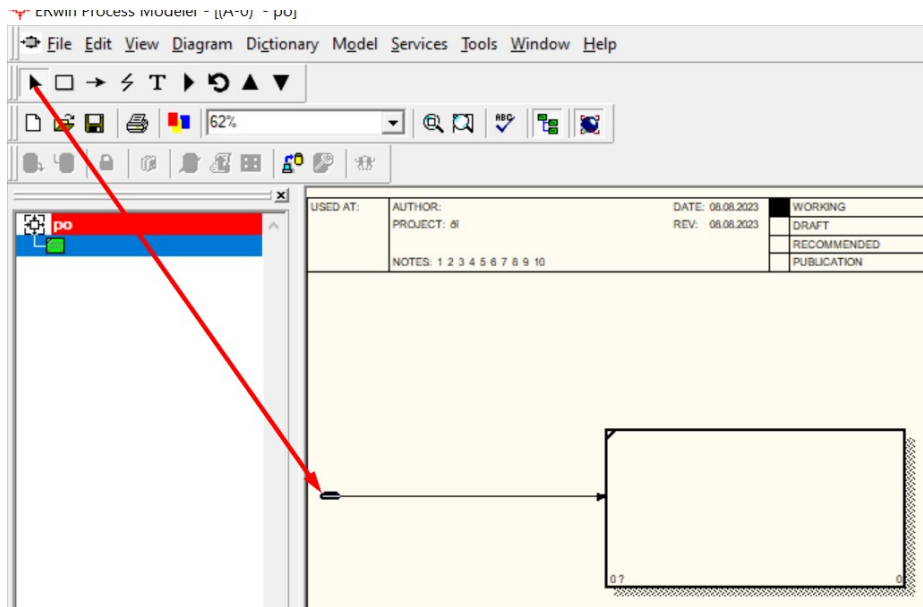 ERwin Process Modeler - [(A-0) - po]
File Edit View Diagram Dictionary Model Services Tools Window Help
T
62%
ABC
po
USED AT: AUTHOR: DATE: 08.08.2023 WORKING
PROJECT: ði REV: 08.08.2023 DRAFT
RECOMMENDED
NOTES: 1 2 3 4 5 6 7 8 9 10 PUBLICATION
0 ? 0